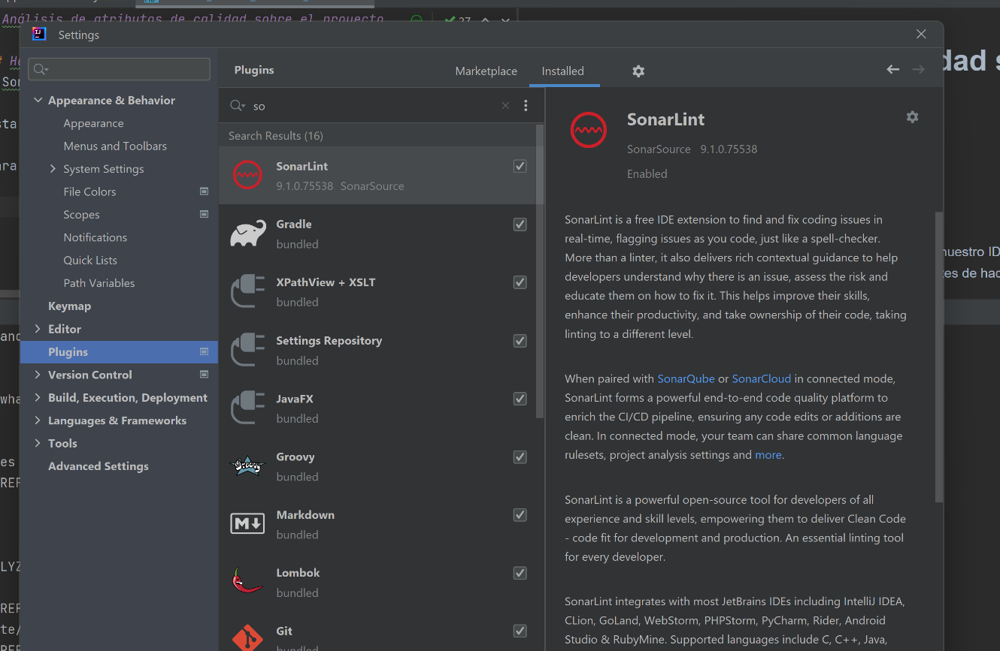 Análisis de atributos de calidad sobre el proyecto
27
Settings
Plugins
Marketplace
Installed
so
Appearance & Behavior
Appearance
Menus and Toolbars
System Settings
File Colors
Scopes
Notifications
Quick Lists
Path Variables
Keymap
Editor
Plugins
Version Control
Build, Execution, Deployment
Languages & Frameworks
Tools
Advanced Settings
Search Results (16)
SonarLint
9.1.0.75538 SonarSource
Gradle
bundled
XPathView + XSLT
bundled
Settings Repository
bundled
JavaFX
bundled
Groovy
bundled
Markdown
bundled
Lombok
bundled
Git
bundled
SonarLint
SonarSource 9.1.0.75538
Enabled
SonarLint is a free IDE extension to find and fix coding issues in
real-time, flagging issues as you code, just like a spell-checker.
More than a linter, it also delivers rich contextual guidance to help
developers understand why there is an issue, assess the risk and
educate them on how to fix it. This helps improve their skills,
enhance their productivity, and take ownership of their code, taking
linting to a different level.
When paired with SonarQube or SonarCloud in connected mode,
SonarLint forms a powerful end-to-end code quality platform to
enrich the CI/CD pipeline, ensuring any code edits or additions are
clean. In connected mode, your team can share common language
rulesets, project analysis settings and more.
SonarLint is a powerful open-source tool for developers of all
experience and skill levels, empowering them to deliver Clean Code
- code fit for development and production. An essential linting tool
for every developer.
SonarLint integrates with most JetBrains IDEs including IntelliJ IDEA,
CLion, GoLand, WebStorm, PHPStorm, PyCharm, Rider, Android
Studio & RubyMine. Supported languages include C, C++, Java,
dad s
nuestro ID
es de hac